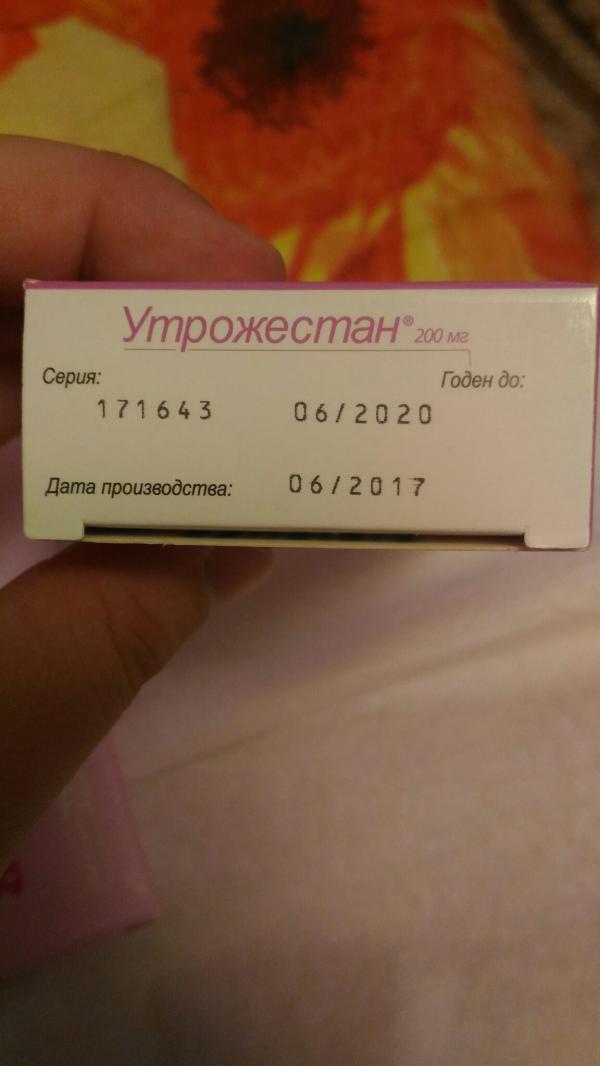 Утрожестан® 200 мг
Серия: Годен до:
171643 06/2020
Дата производства: 06/2017